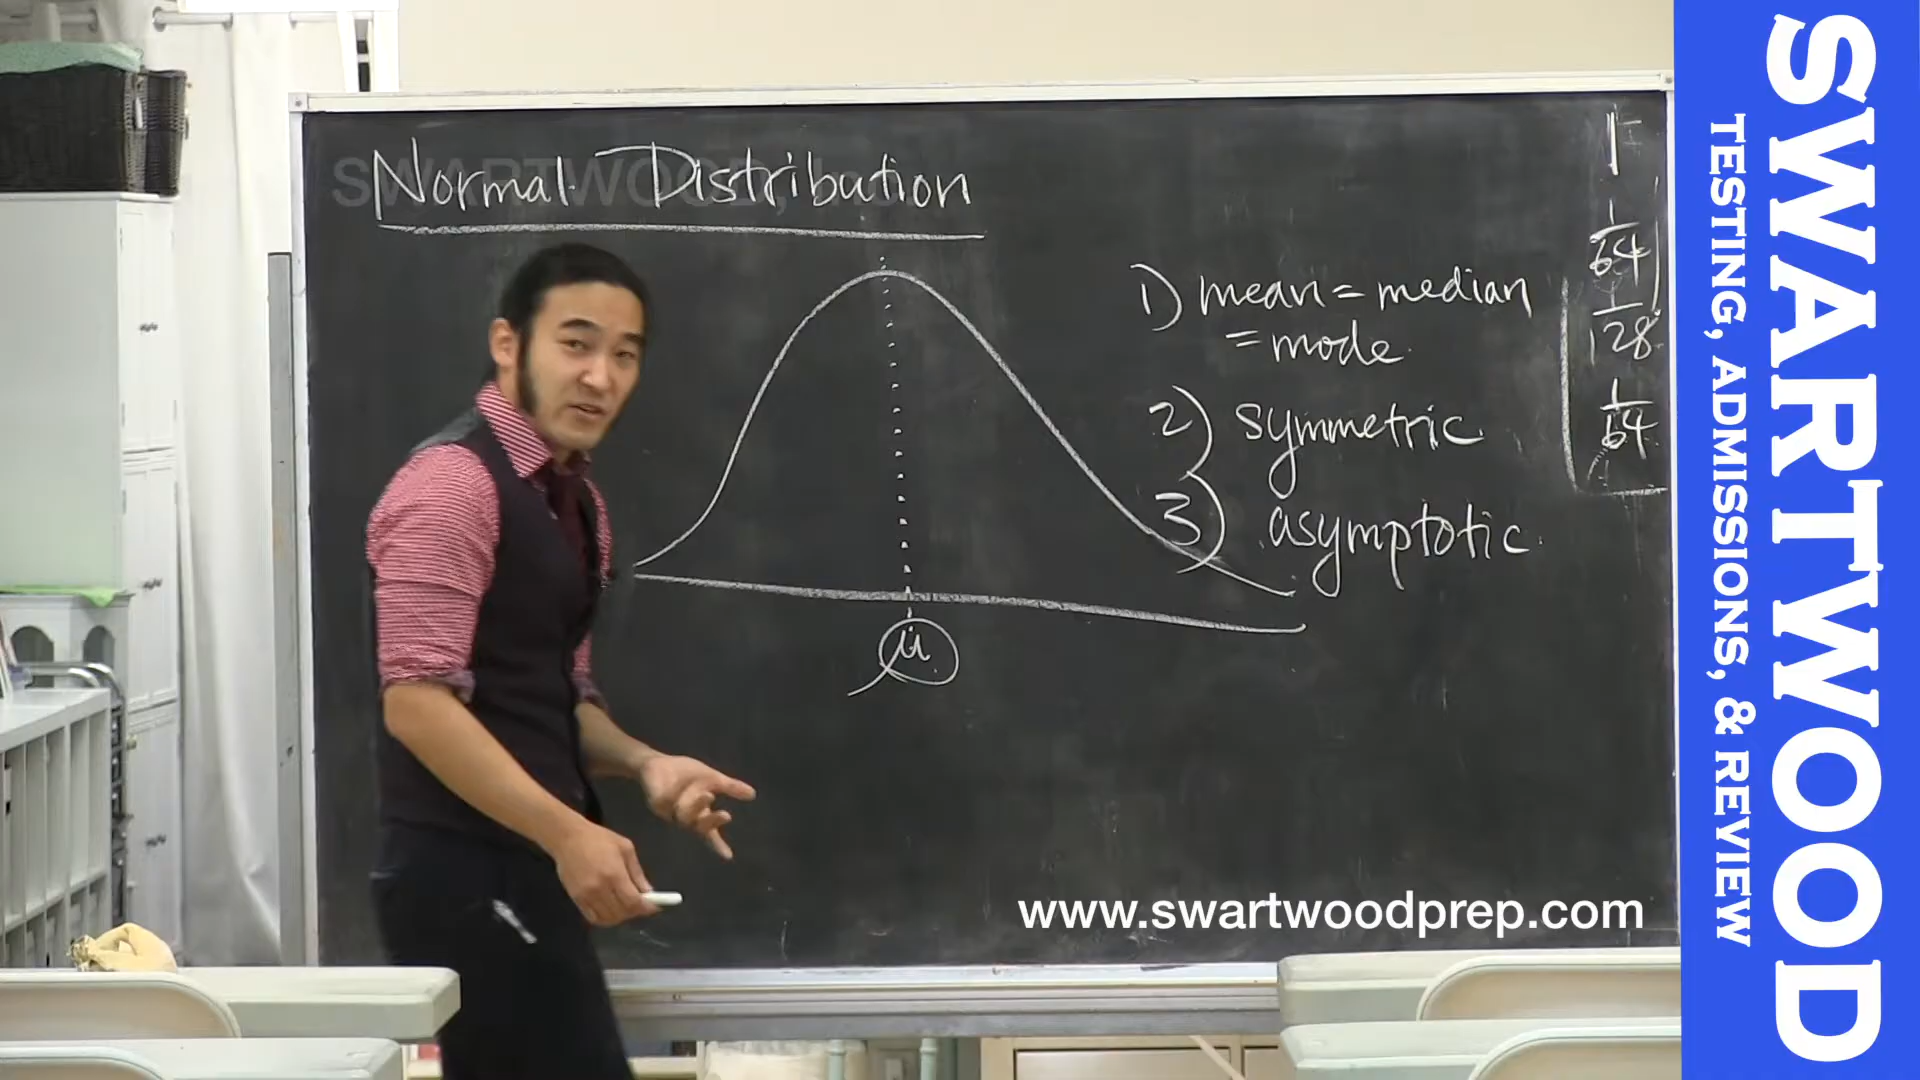 Normal Distribution
1) mean = median
= mode
2) symmetric
3) asymptotic
μ
1
1/64
1/128
1/64
www.swartwoodprep.com
SWARTWOOD
TESTING, ADMISSIONS, & REVIEW